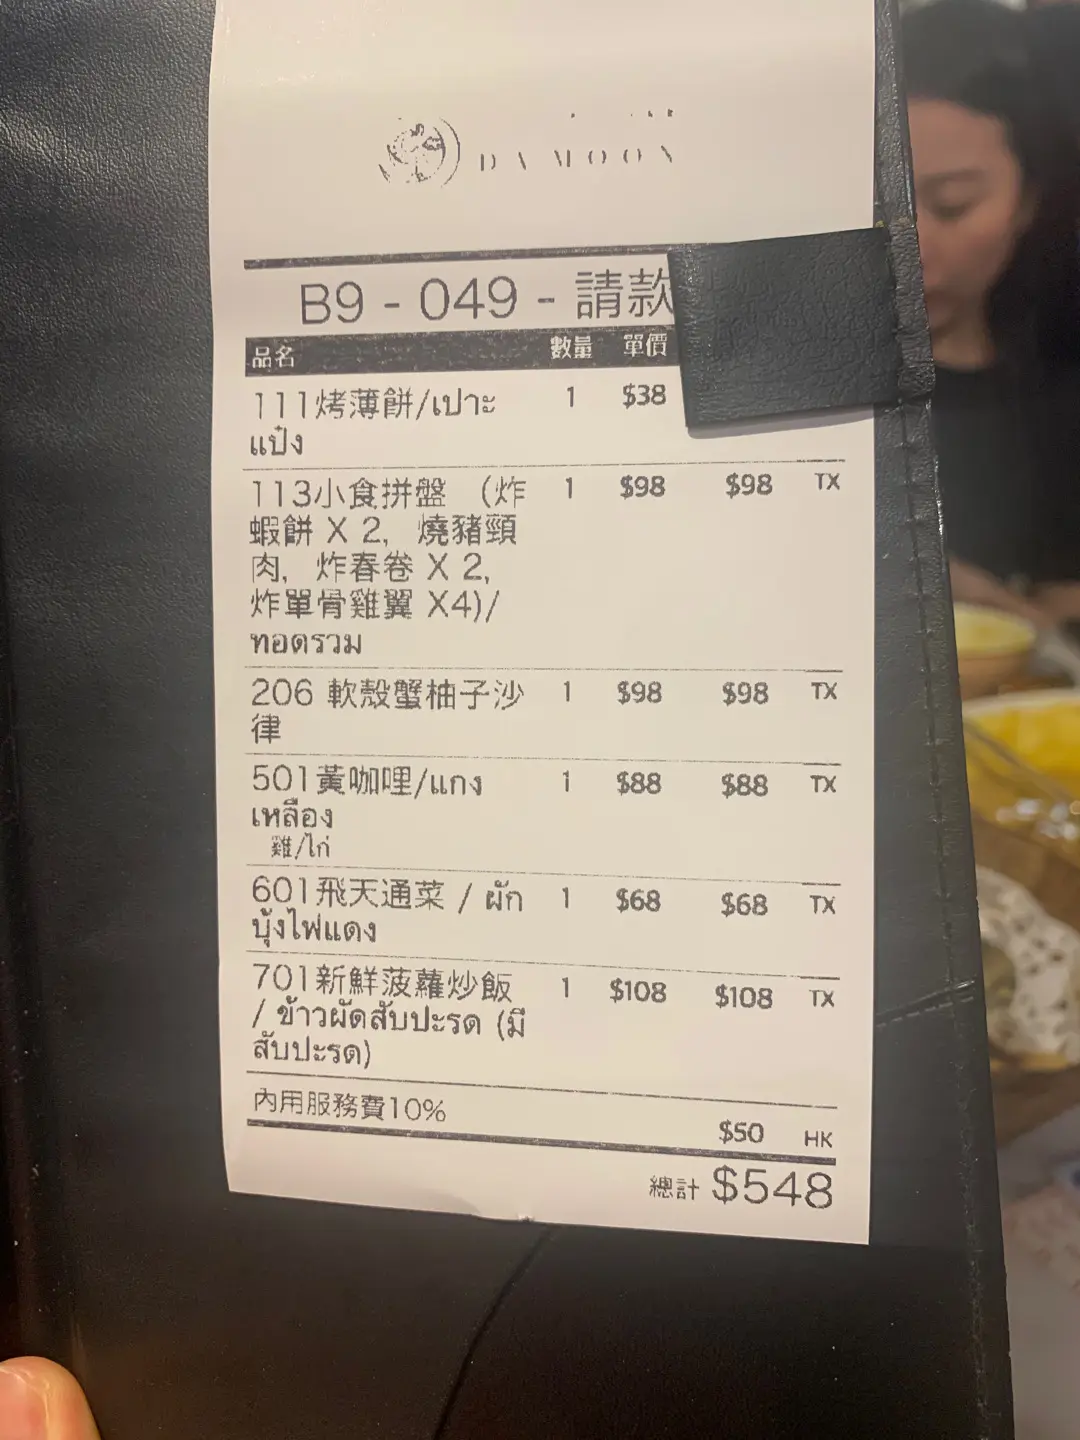 DAMOON
B9 - 049 - 請款
品名 數量 單價
111烤薄餅/เปาะ 1 $38
แป๋ง
113小食拼盤 （炸 1 $98 $98 TX
蝦餅 X 2, 燒豬頸
肉, 炸春卷 X 2,
炸單骨雞翼 X4)/
ทอดรวม
206 軟殼蟹柚子沙 1 $98 $98 TX
律
501黃咖哩/แกง 1 $88 $88 TX
เหลือง
雞/ไก่
601飛天通菜 / ผัก 1 $68 $68 TX
บุ้งไฟแดง
701新鮮菠蘿炒飯 1 $108 $108 TX
/ ข้าวผัดสับปะรด (มี
สับปะรด)
內用服務費10%
$50 HK
總計 $548